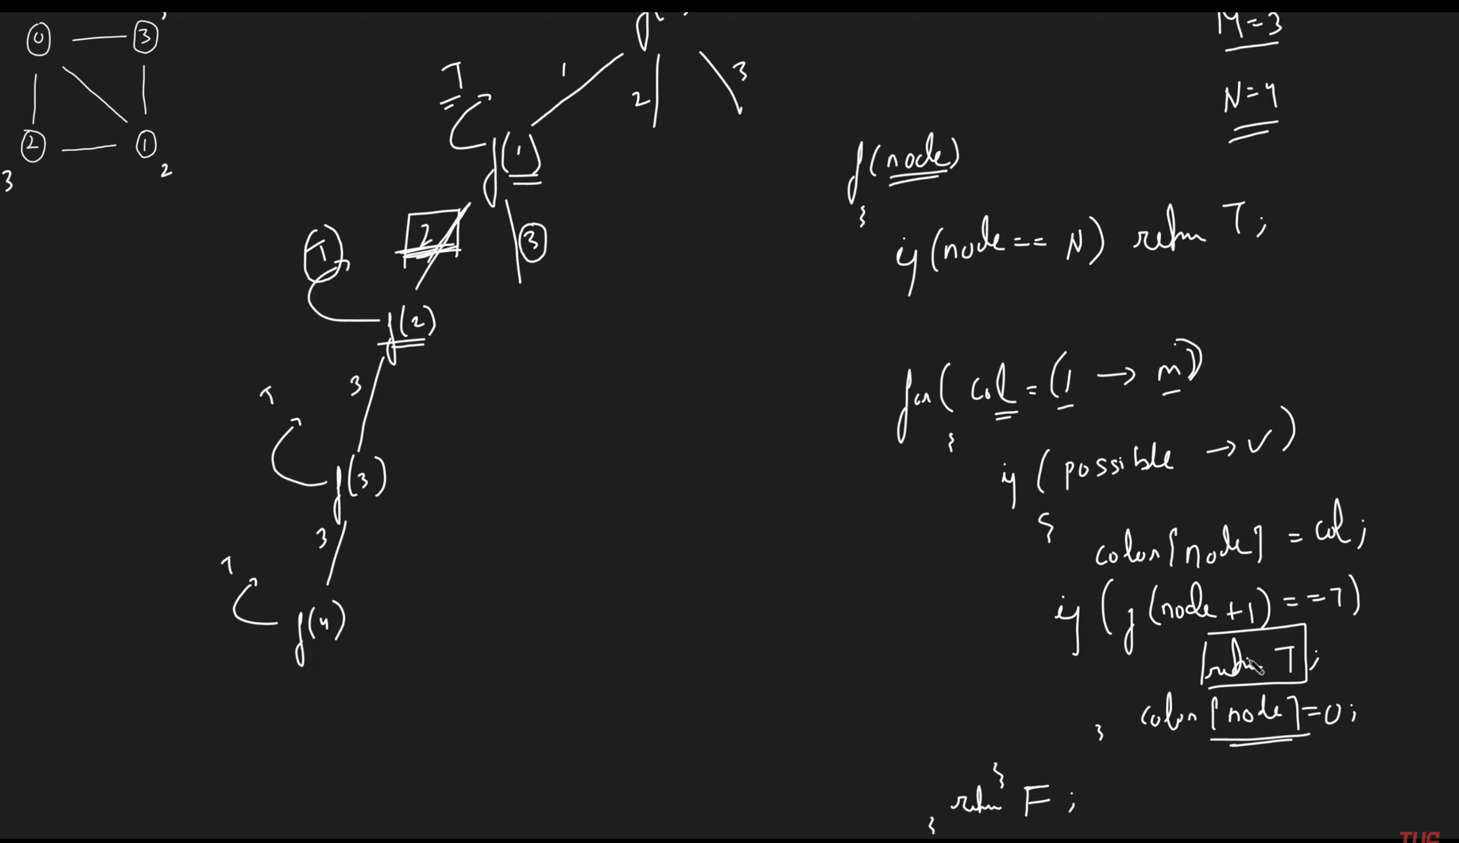 M=3
N=4
0 3
2 1
3 2
1
2
3
T
f(1)
2
3
T
f(2)
3
T
f(3)
3
T
f(4)
f(node)
{
if(node == N) return T;
for( col = (1 → m)
{
if ( possible → ✓ )
{
color[node] = col;
if ( f(node+1) == T)
return T;
color [node] = 0;
}
}
return F;
}